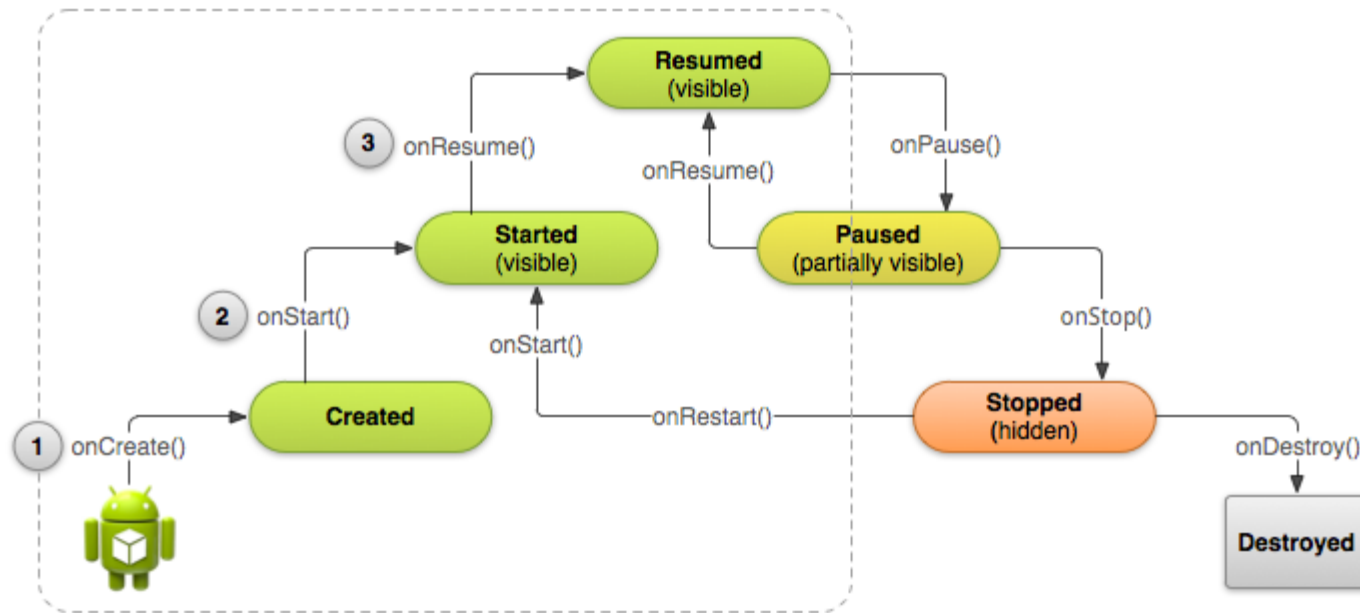 Resumed
(visible)
3
onResume()
onResume()
onPause()
Started
(visible)
Paused
(partially visible)
2
onStart()
onStart()
onStop()
1
onCreate()
Created
onRestart()
Stopped
(hidden)
onDestroy()
Destroyed